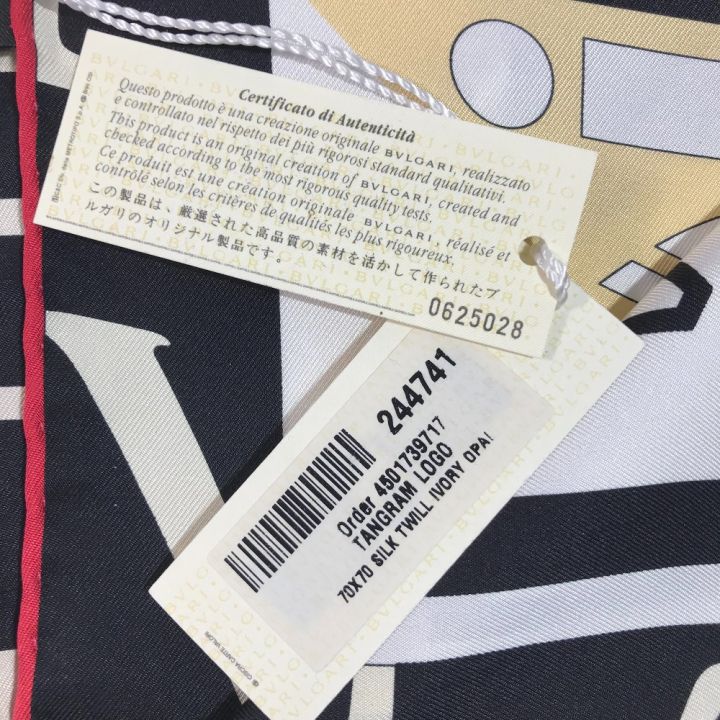 Certificato di Autenticità
Questo prodotto è una creazione originale BVLGARI, realizzato
e controllato nel rispetto dei più rigorosi standard qualitativi.
This product is an original creation of BVLGARI, created and
checked according to the most rigorous quality tests.
Ce produit est une création originale BVLGARI, réalisé et
contrôlé selon les critères de qualités les plus rigoureux.
この製品は、厳選された高品質の素材を活かして作られたブ
ルガリのオリジナル製品です。
0625028
244741
Order 4501739717
TANGRAM LOGO
70X70 SILK TWILL IVORY OPAL